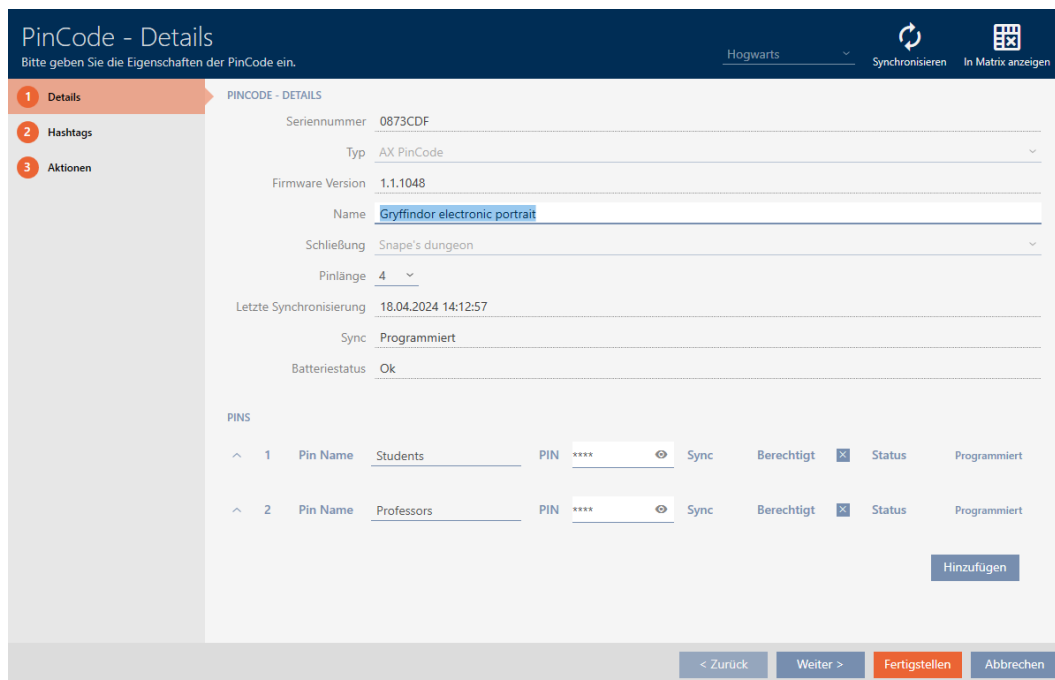 PinCode - Details
Bitte geben Sie die Eigenschaften der PinCode ein.
Hogwarts
Synchronisieren
In Matrix anzeigen
1 Details
2 Hashtags
3 Aktionen
PINCODE - DETAILS
Seriennummer 0873CDF
Typ AX PinCode
Firmware Version 1.1.1048
Name Gryffindor electronic portrait
Schließung Snape's dungeon
Pinlänge 4
Letzte Synchronisierung 18.04.2024 14:12:57
Sync Programmiert
Batteriestatus Ok
PINS
1 Pin Name Students PIN **** Sync Berechtigt Status Programmiert
2 Pin Name Professors PIN **** Sync Berechtigt Status Programmiert
Hinzufügen
< Zurück Weiter > Fertigstellen Abbrechen